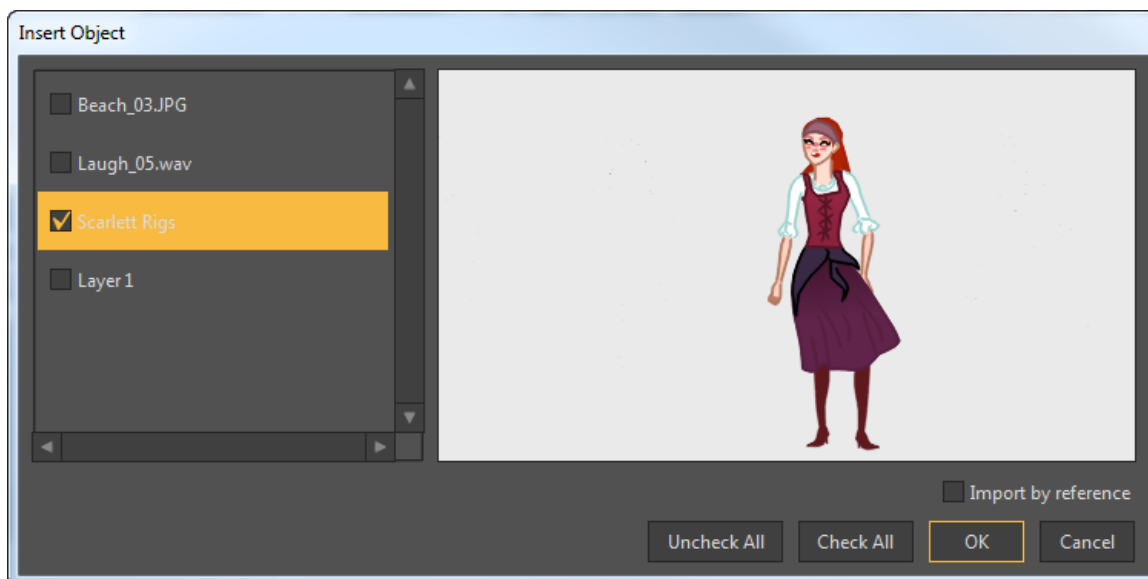 Insert Object
Beach_03.JPG
Laugh_05.wav
Scarlett Rigs
Layer 1
Import by reference
Uncheck All
Check All
OK
Cancel